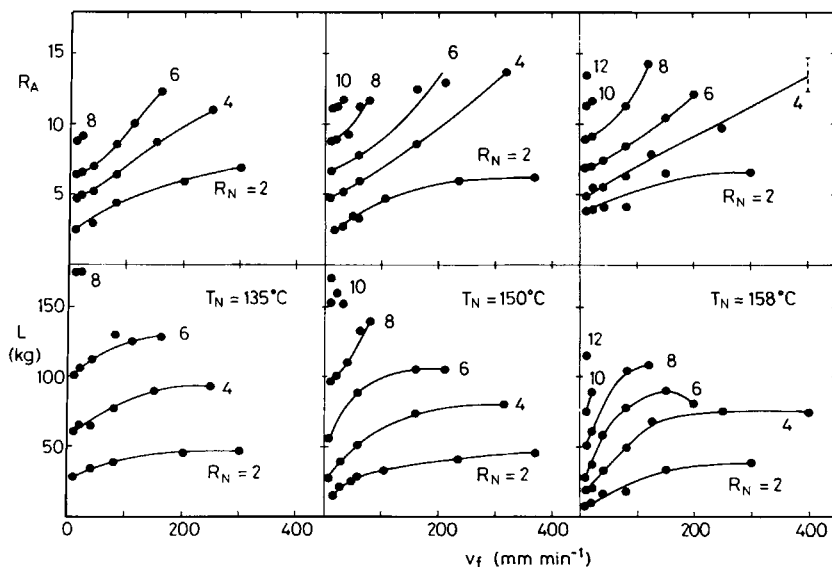 15
R_A
10
5
8
6
4
R_N = 2
10
8
6
4
R_N = 2
12
10
8
6
4
R_N = 2
150
L
(kg)
100
50
0
8
T_N = 135°C
6
4
R_N = 2
T_N = 150°C
10
8
6
4
R_N = 2
T_N = 158°C
12
10
8
6
4
R_N = 2
0 200 400
0 200 400
0 200 400
v_f (mm min⁻¹)